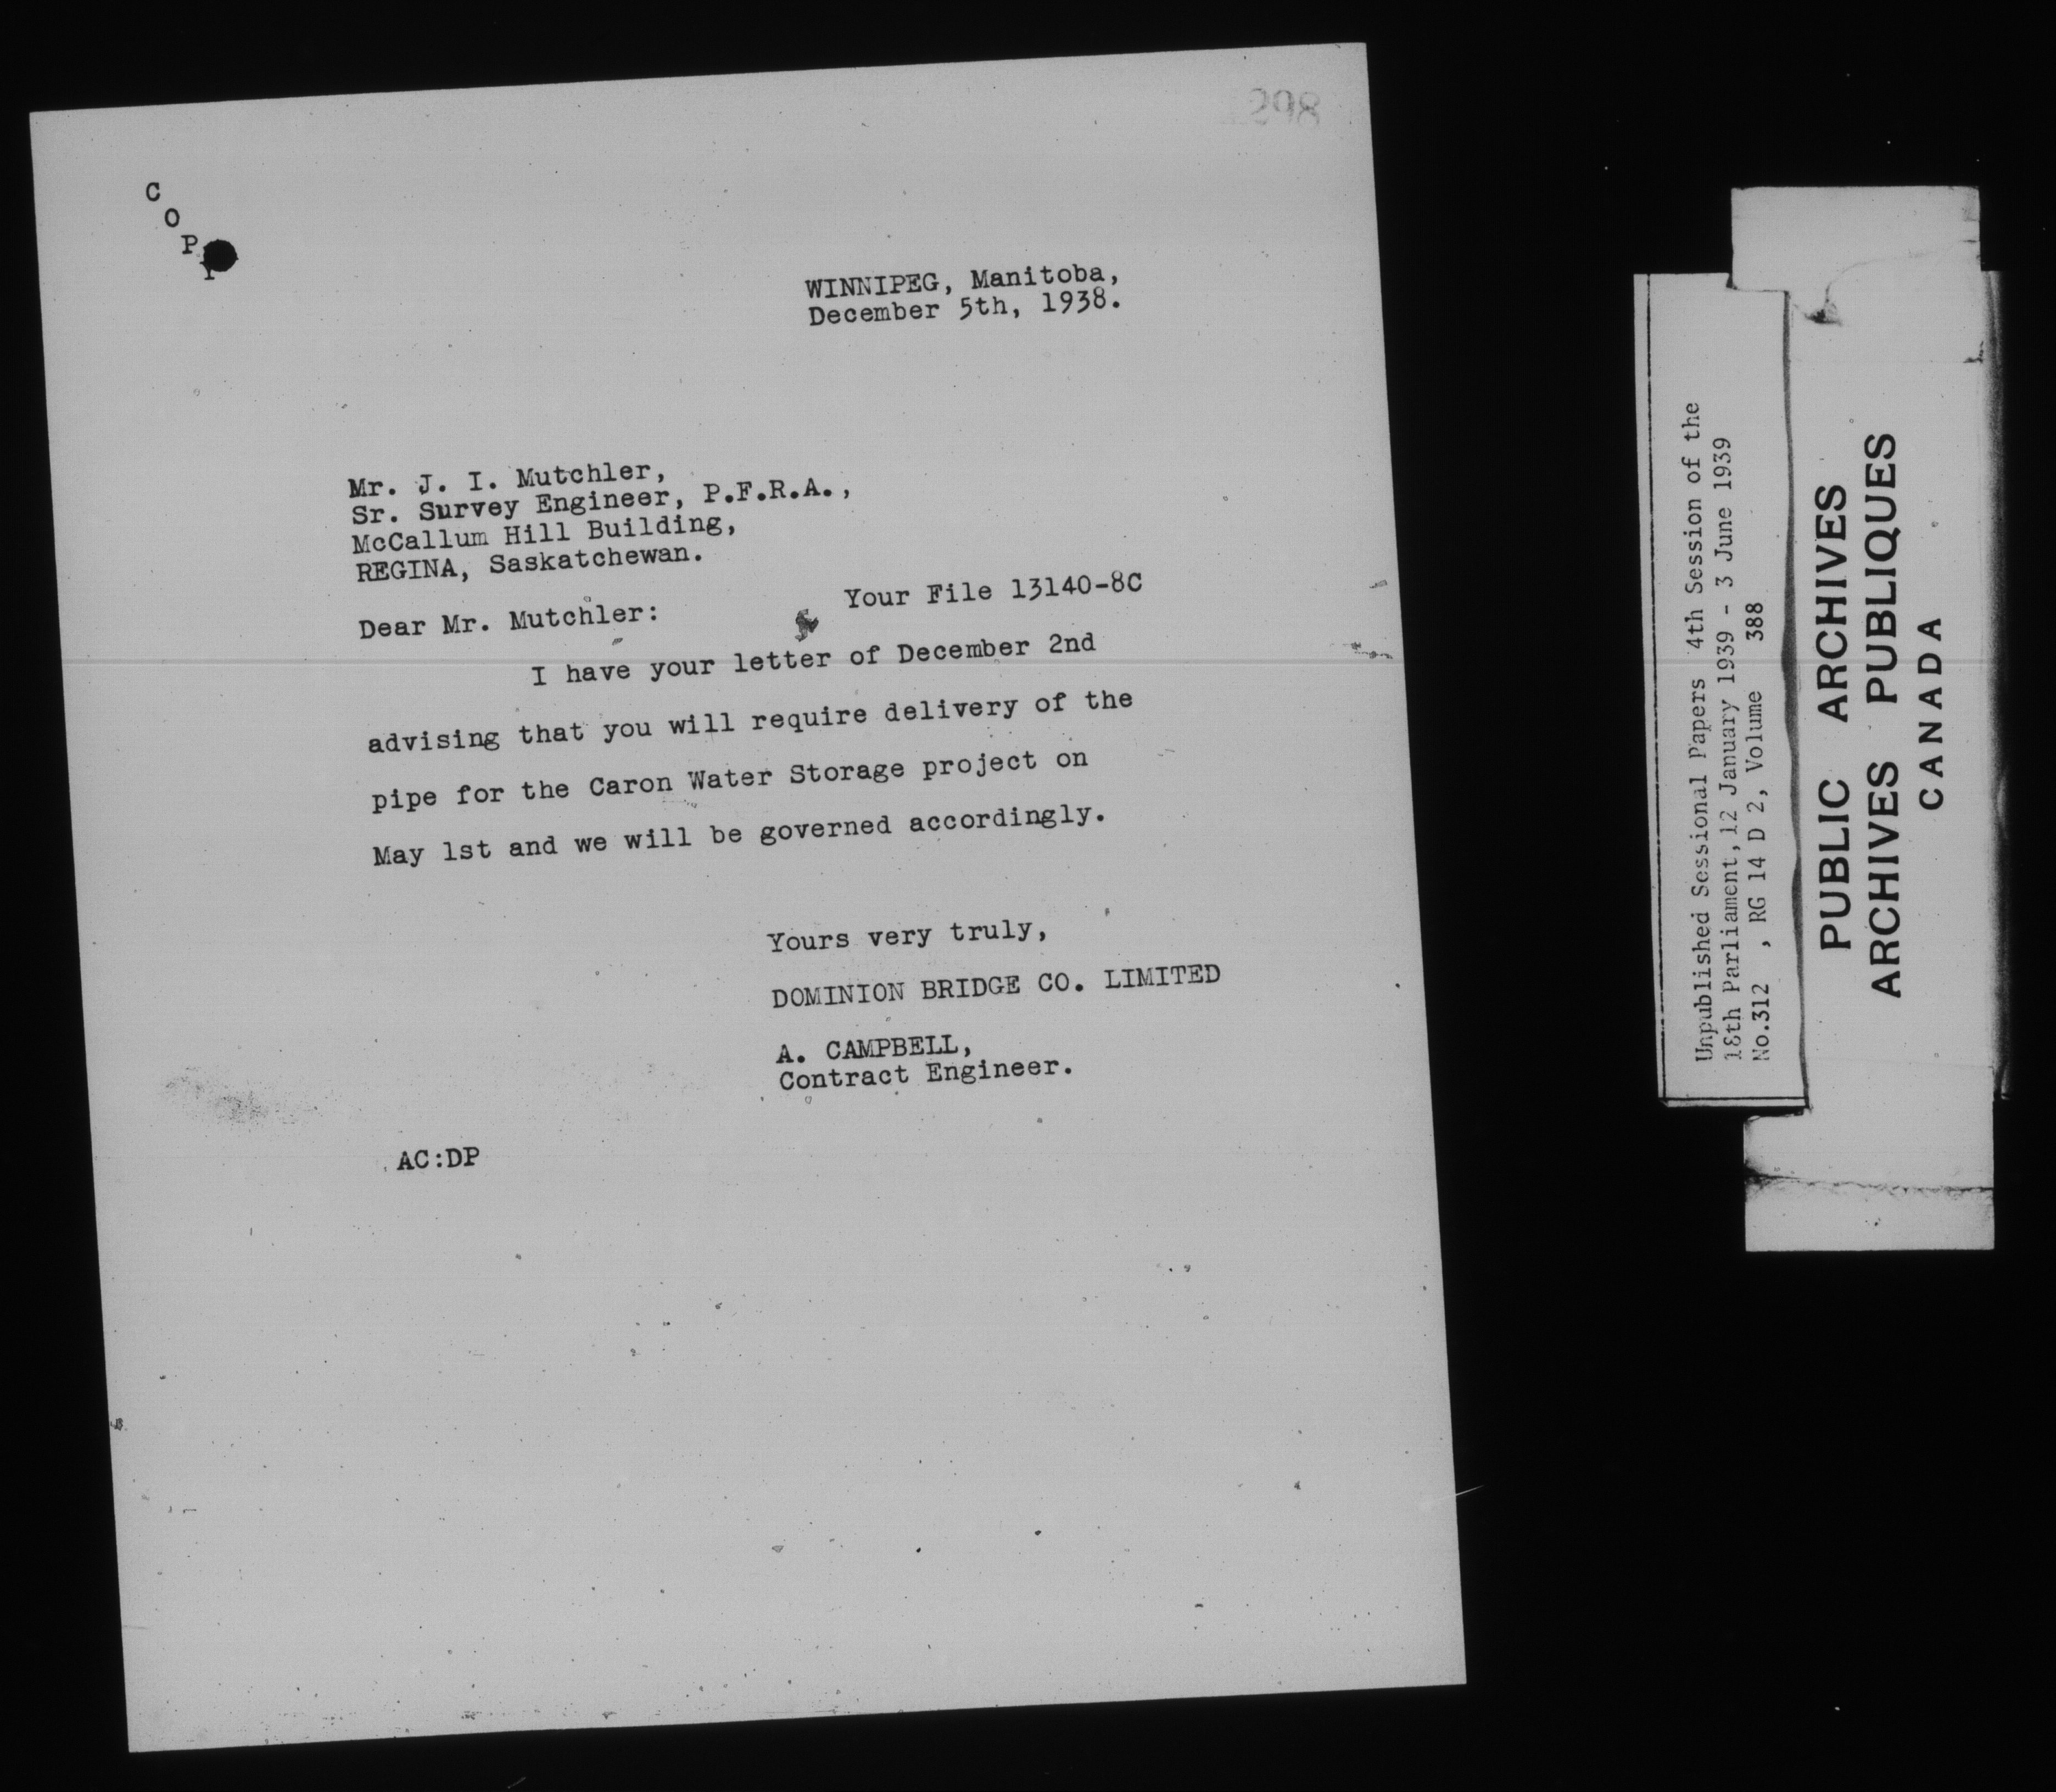 298
COPY
WINNIPEG, Manitoba,
December 5th, 1938.
Mr. J. I. Mutchler,
Sr. Survey Engineer, P.F.R.A.,
McCallum Hill Building,
REGINA, Saskatchewan.
Your File 13140-8C
Dear Mr. Mutchler:
I have your letter of December 2nd
advising that you will require delivery of the
pipe for the Caron Water Storage project on
May 1st and we will be governed accordingly.
Yours very truly,
DOMINION BRIDGE CO. LIMITED
A. CAMPBELL,
Contract Engineer.
AC:DP
Unpublished Sessional Papers 4th Session of the
18th Parliament, 12 January 1939 - 3 June 1939
No.312 , RG 14 D 2, Volume 388
PUBLIC ARCHIVES
ARCHIVES PUBLIQUES
CANADA